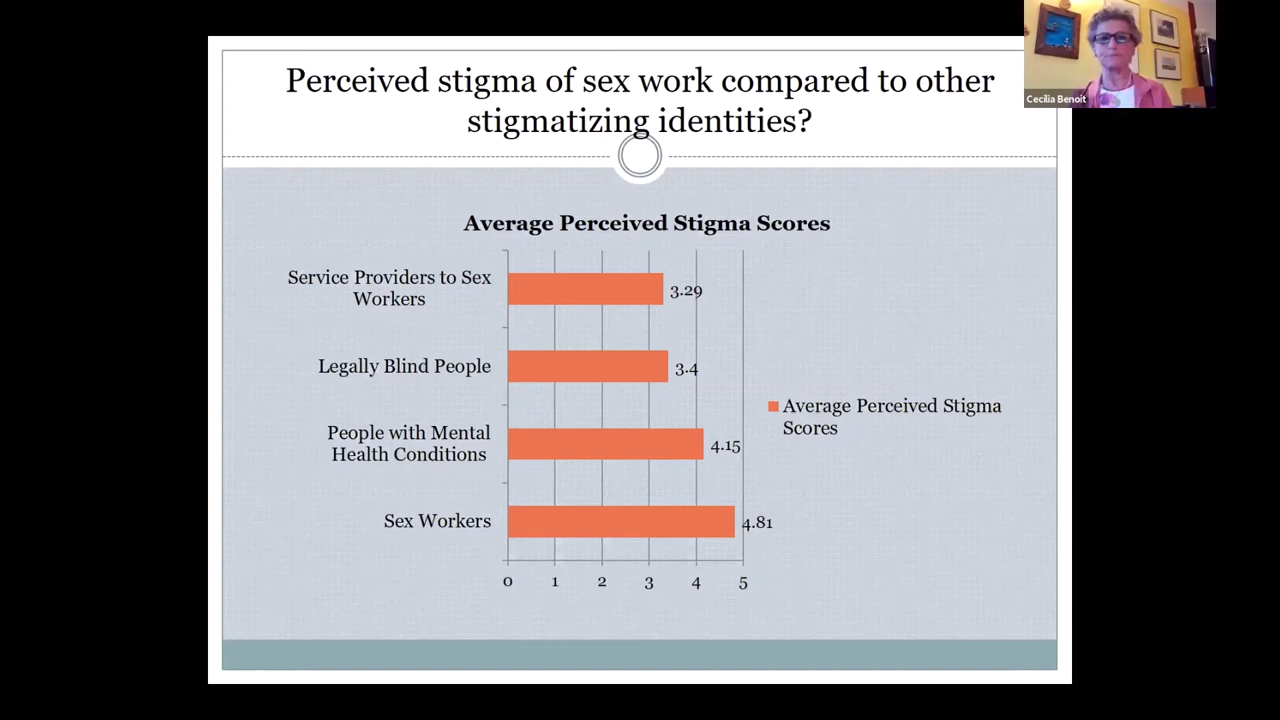 Perceived stigma of sex work compared to other
stigmatizing identities?
Cecilia Benoit
Average Perceived Stigma Scores
Service Providers to Sex
Workers
3.29
Legally Blind People
3.4
People with Mental
Health Conditions
4.15
Sex Workers
4.81
0 1 2 3 4 5
Average Perceived Stigma
Scores